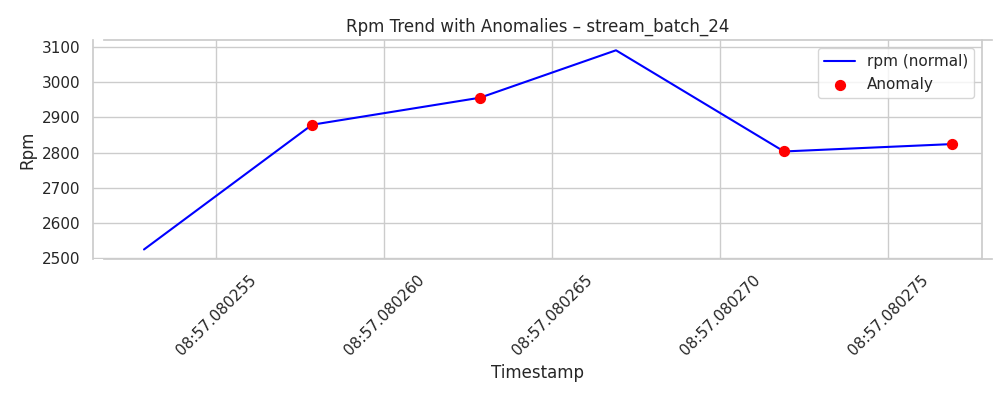 Rpm Trend with Anomalies – stream_batch_24
3100
3000
2900
2800
2700
2600
2500
Rpm
rpm (normal)
Anomaly
08:57.080255
08:57.080260
08:57.080265
08:57.080270
08:57.080275
Timestamp